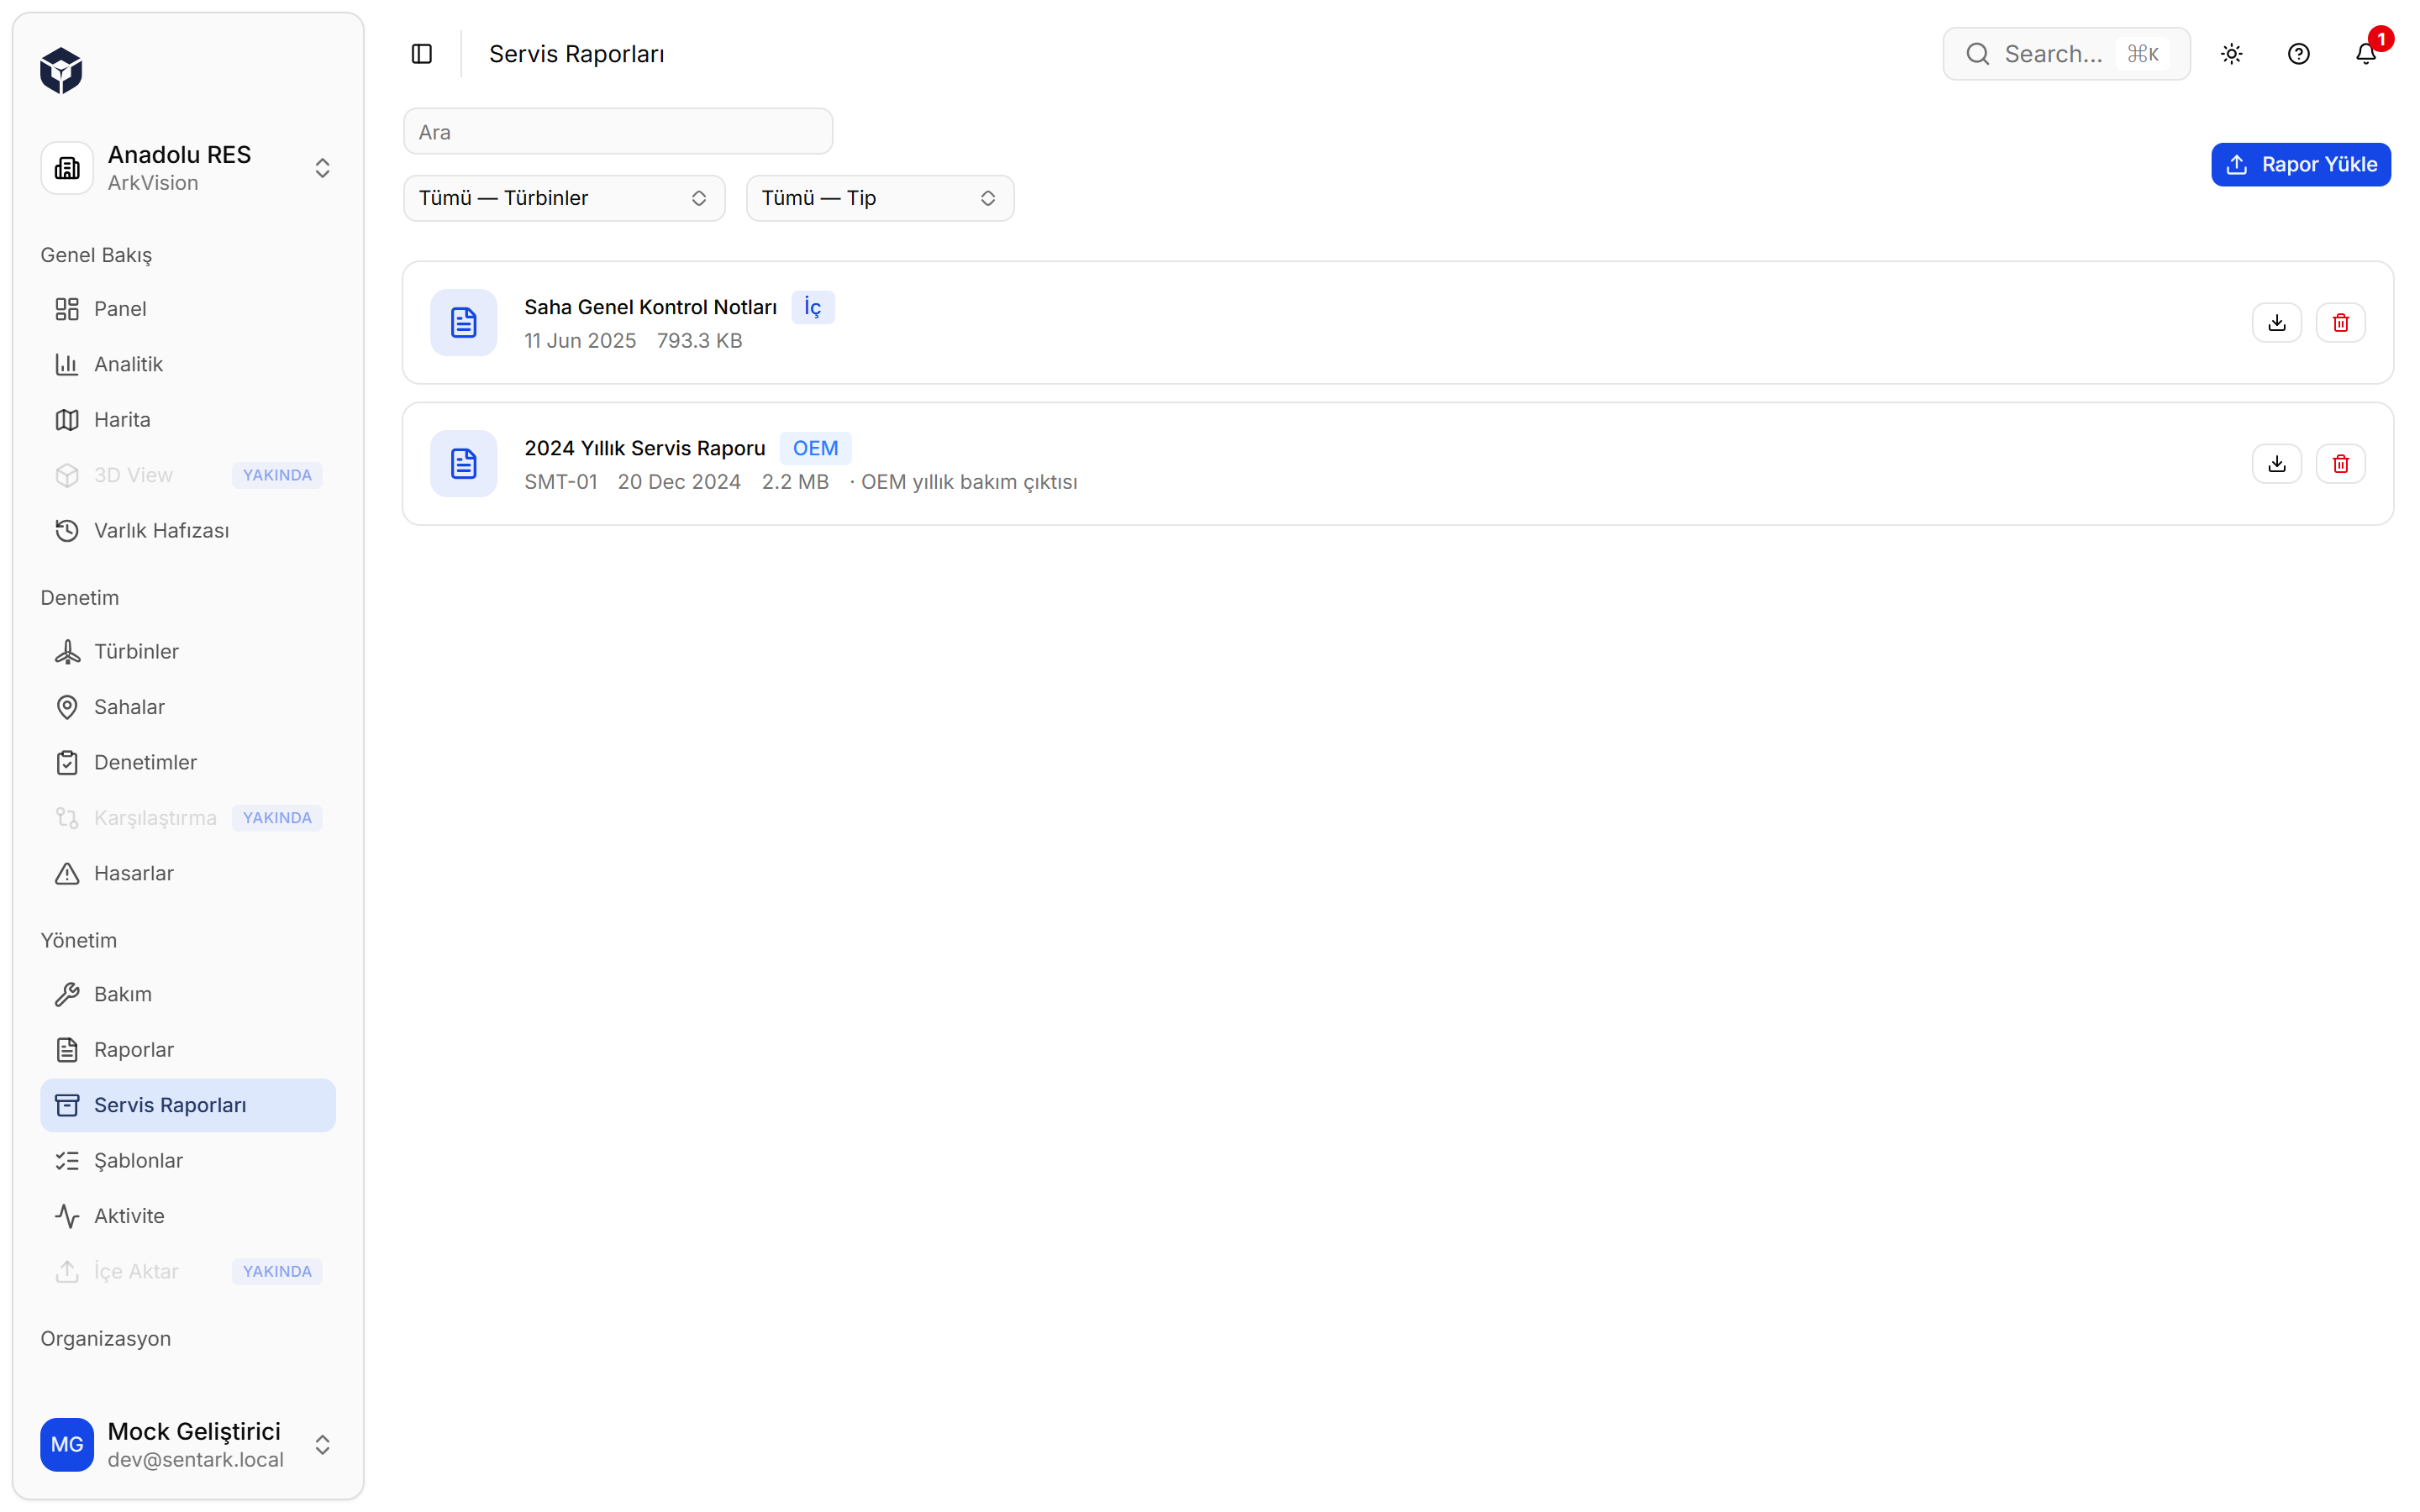 Anadolu RES
ArkVision
Genel Bakış
Panel
Analitik
Harita
3D View YAKINDA
Varlık Hafızası
Denetim
Türbinler
Sahalar
Denetimler
Karşılaştırma YAKINDA
Hasarlar
Yönetim
Bakım
Raporlar
Servis Raporları
Şablonlar
Aktivite
İçe Aktar YAKINDA
Organizasyon
MG
Mock Geliştirici
dev@sentark.local
Servis Raporları
Search... ⌘K
1
Ara
Tümü — Türbinler
Tümü — Tip
Rapor Yükle
Saha Genel Kontrol Notları İç
11 Jun 2025 793.3 KB
2024 Yıllık Servis Raporu OEM
SMT-01 20 Dec 2024 2.2 MB · OEM yıllık bakım çıktısı